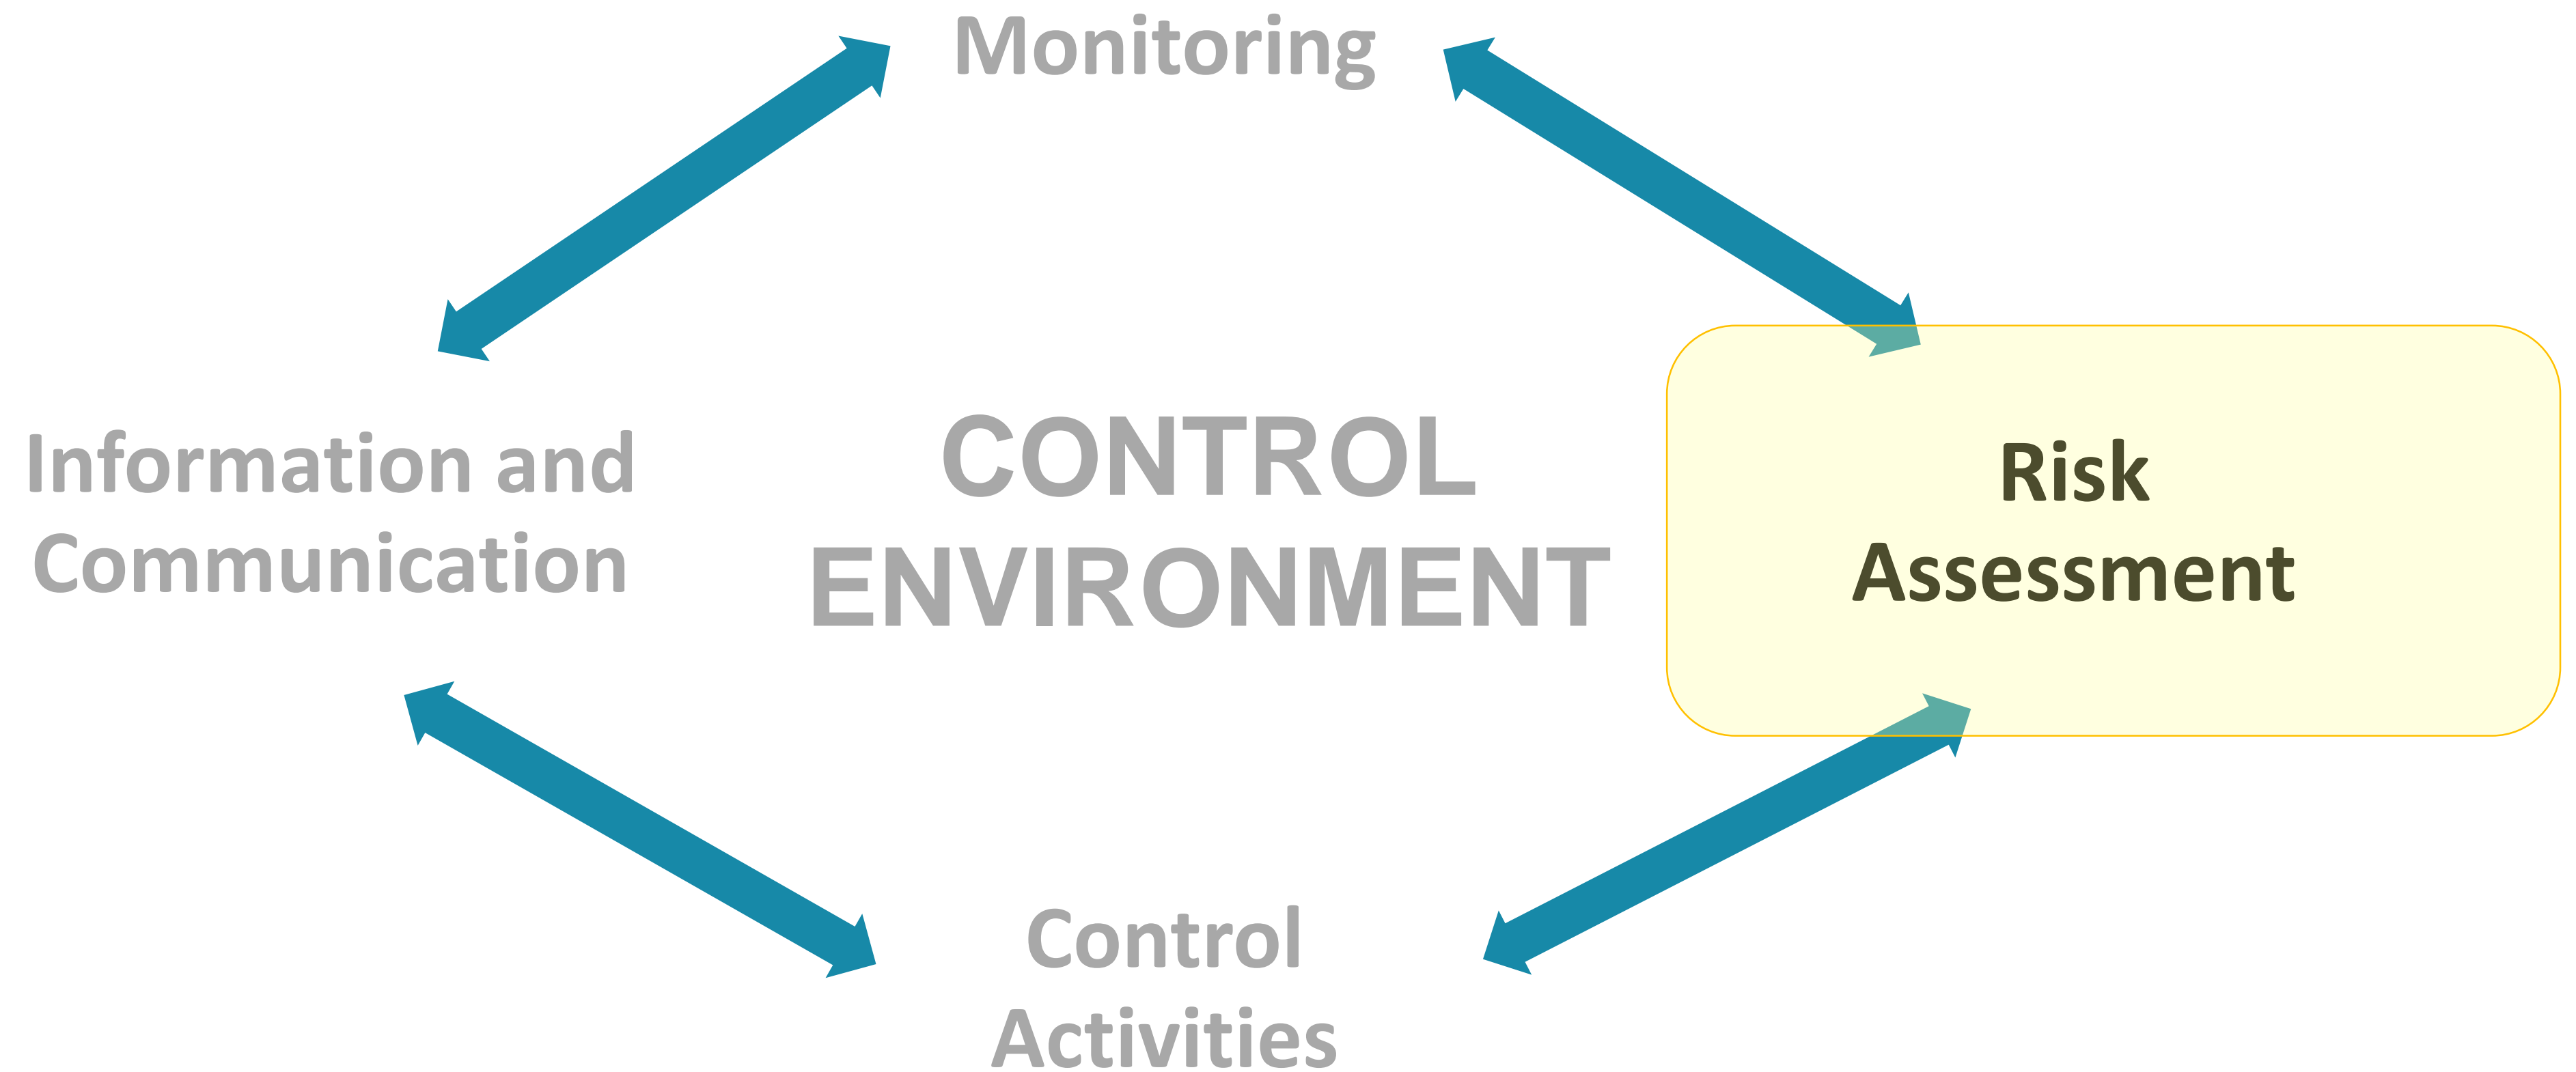 Monitoring
Information and
Communication
CONTROL
ENVIRONMENT
Risk
Assessment
Control
Activities